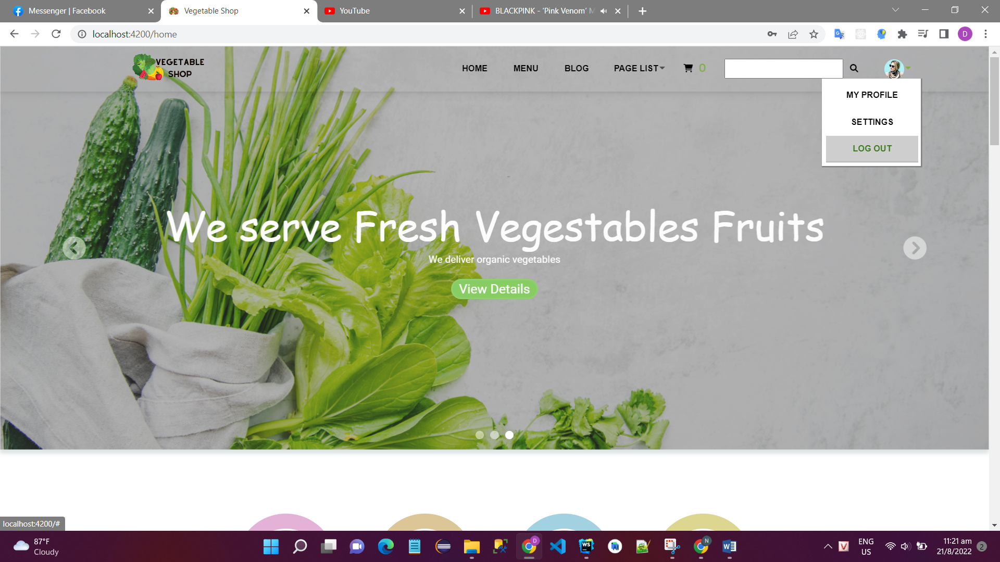 Messenger | Facebook
Vegetable Shop
YouTube
BLACKPINK - ‘Pink Venom’ M
localhost:4200/home
D
VEGETABLE
SHOP
HOME
MENU
BLOG
PAGE LIST
0
MY PROFILE
SETTINGS
LOG OUT
We serve Fresh Vegestables Fruits
We deliver organic vegetables
View Details
localhost:4200/#
87°F
Cloudy
D
WS
N
W
V
ENG
US
11:21 am
21/8/2022
2